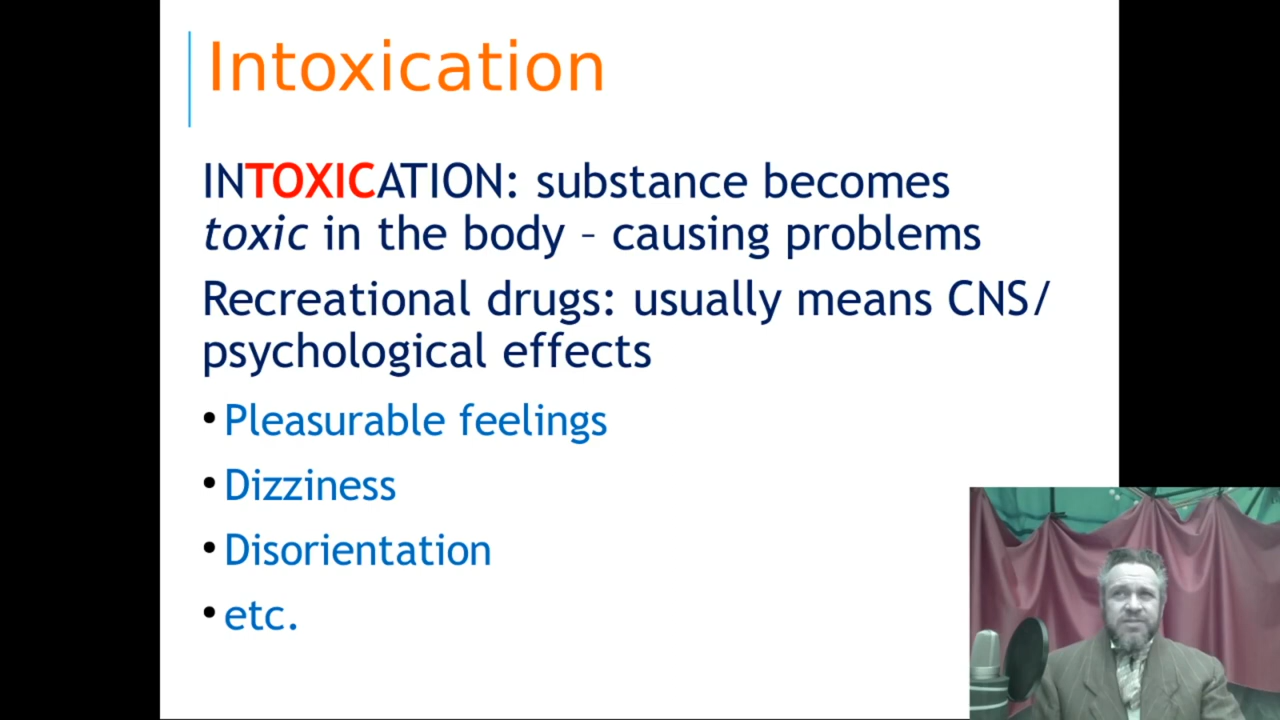 Intoxication
INTOXICATION: substance becomes
toxic in the body – causing problems
Recreational drugs: usually means CNS/
psychological effects
• Pleasurable feelings
• Dizziness
• Disorientation
• etc.